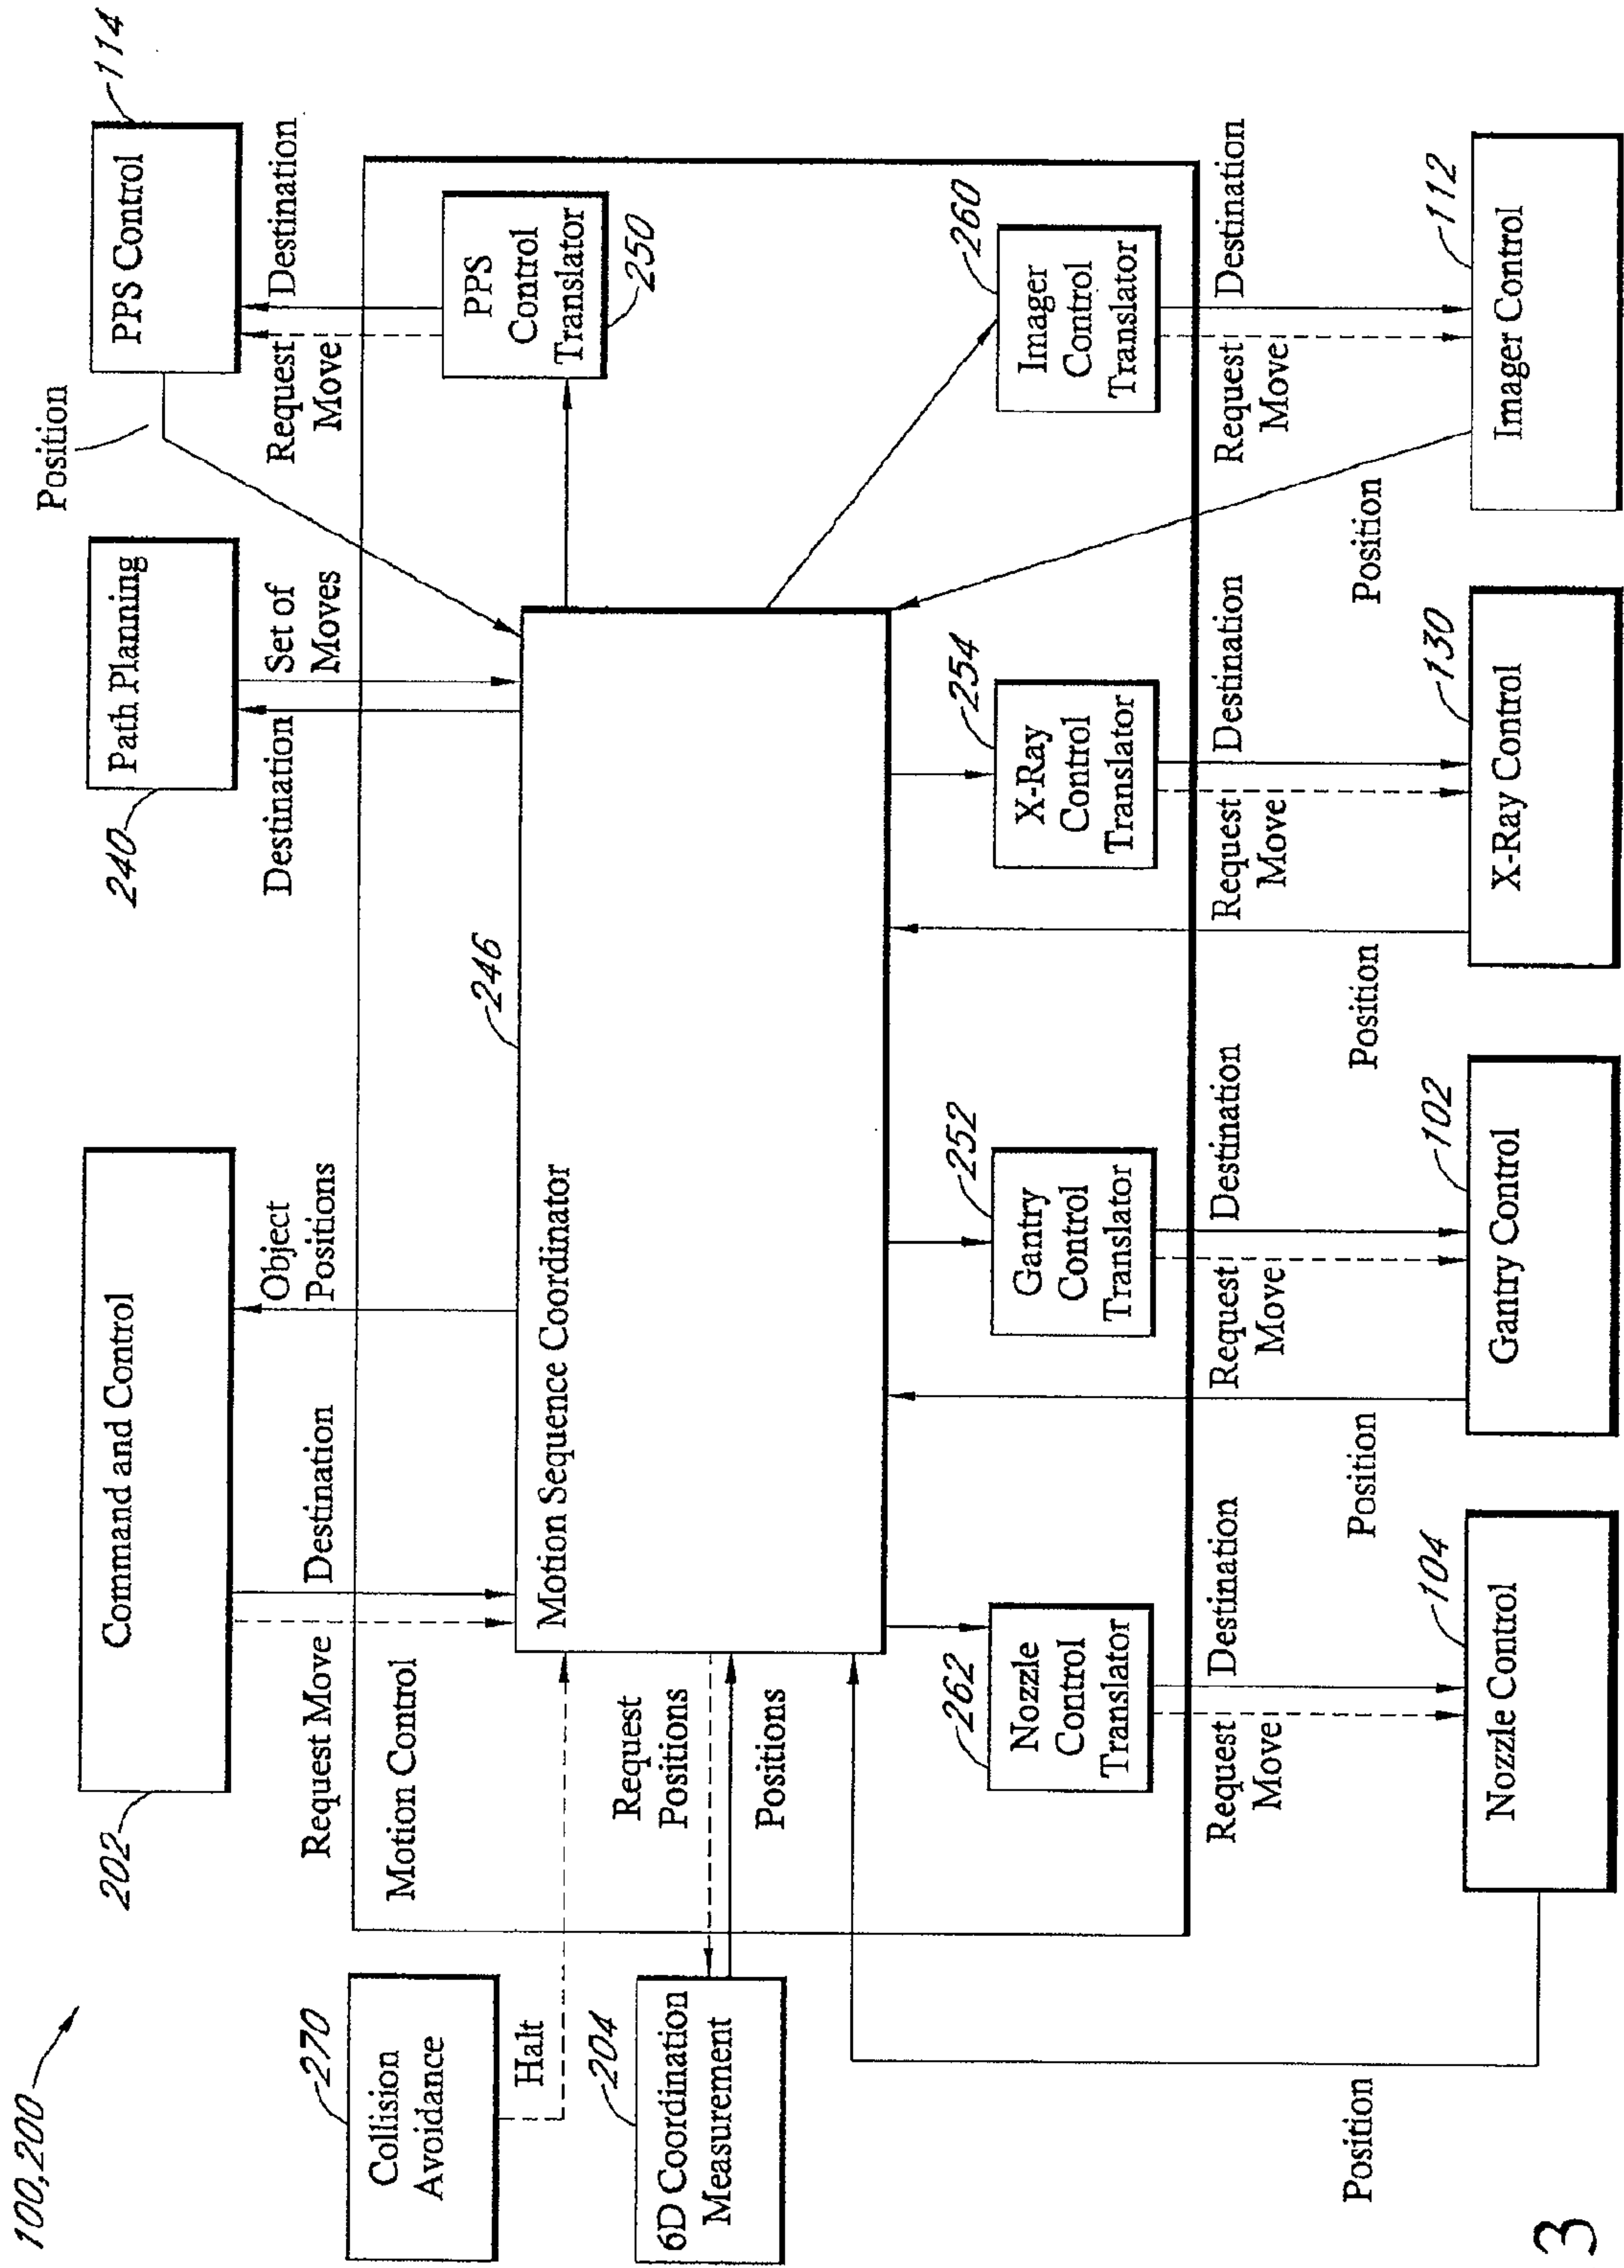 100,200
202
Command and Control
240
Path Planning
Position
PPS Control
114
Request Move
Destination
Object
Positions
Destination
Set of
Moves
Request
Move
Destination
270
Collision
Avoidance
Halt
Motion Control
246
Motion Sequence Coordinator
PPS
Control
Translator
250
204
6D Coordination
Measurement
Request
Positions
Positions
262
Nozzle
Control
Translator
252
Gantry
Control
Translator
254
X-Ray
Control
Translator
260
Imager
Control
Translator
Request
Move
Destination
Request
Move
Destination
Request
Move
Destination
Request
Move
Destination
Position
Position
Position
Position
104
Nozzle Control
102
Gantry Control
130
X-Ray Control
112
Imager Control
3